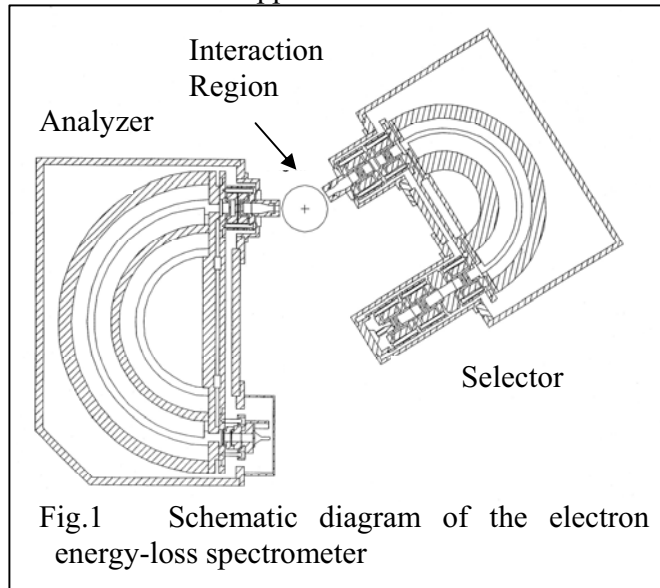 Interaction
Region
Analyzer
Selector
Fig.1 Schematic diagram of the electron
energy-loss spectrometer